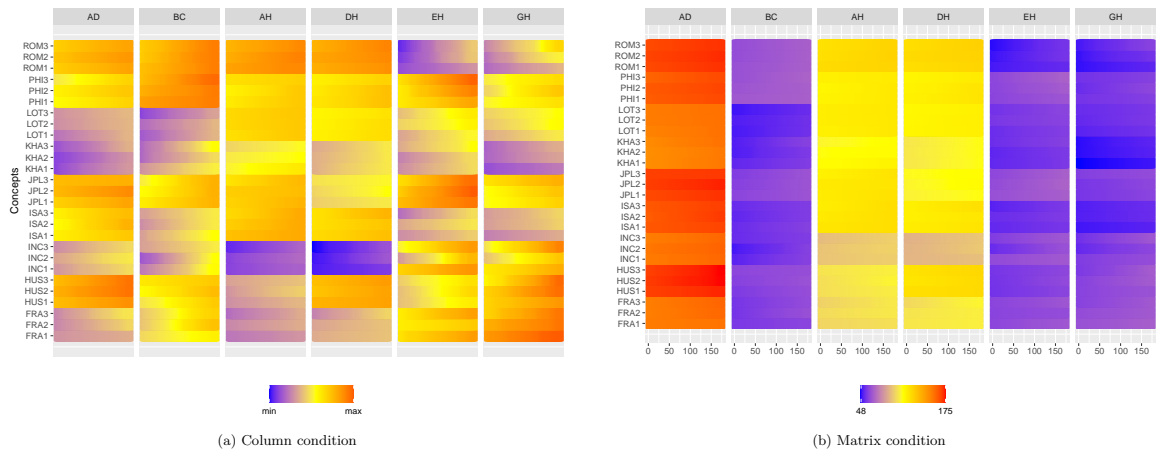 AD BC AH DH EH GH
Concepts
ROM3
ROM2
ROM1
PHI3
PHI2
PHI1
LOT3
LOT2
LOT1
KHA3
KHA2
KHA1
JPL3
JPL2
JPL1
ISA3
ISA2
ISA1
INC3
INC2
INC1
HUS3
HUS2
HUS1
FRA3
FRA2
FRA1
min max
(a) Column condition
AD BC AH DH EH GH
ROM3
ROM2
ROM1
PHI3
PHI2
PHI1
LOT3
LOT2
LOT1
KHA3
KHA2
KHA1
JPL3
JPL2
JPL1
ISA3
ISA2
ISA1
INC3
INC2
INC1
HUS3
HUS2
HUS1
FRA3
FRA2
FRA1
0 50 100 150 0 50 100 150 0 50 100 150 0 50 100 150 0 50 100 150 0 50 100 150
48 175
(b) Matrix condition